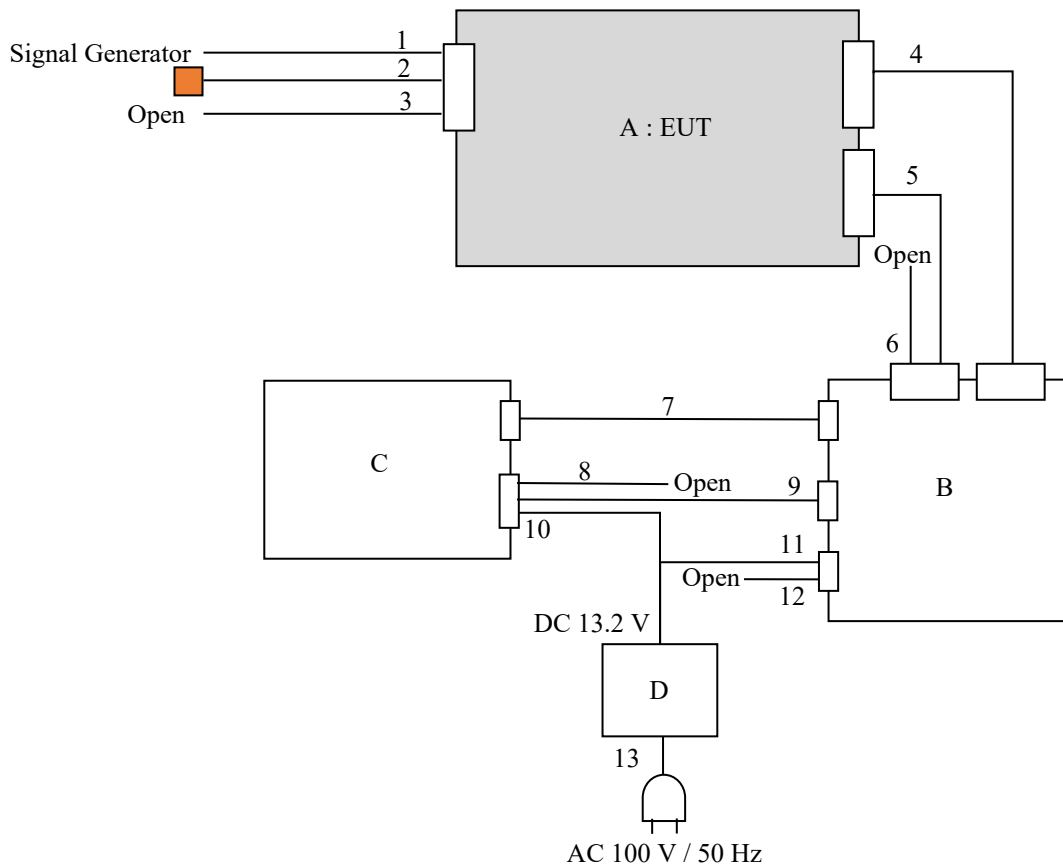 1
Signal Generator
2
3
Open
4
A : EUT
5
Open
6
7
C
8
Open
9
B
10
11
Open
12
DC 13.2 V
D
13
AC 100 V / 50 Hz